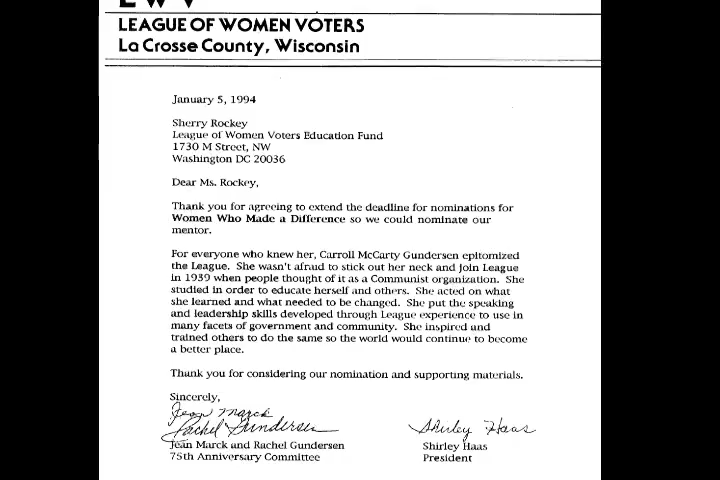 LWV
LEAGUE OF WOMEN VOTERS
La Crosse County, Wisconsin
January 5, 1994
Sherry Rockey
League of Women Voters Education Fund
1730 M Street, NW
Washington DC 20036
Dear Ms. Rockey,
Thank you for agreeing to extend the deadline for nominations for
Women Who Made a Difference so we could nominate our
mentor.
For everyone who knew her, Carroll McCarty Gundersen epitomized
the League. She wasn't afraid to stick out her neck and join League
in 1939 when people thought of it as a Communist organization. She
studied in order to educate herself and others. She acted on what
she learned and what needed to be changed. She put the speaking
and leadership skills developed through League experience to use in
many facets of government and community. She inspired and
trained others to do the same so the world would continue to become
a better place.
Thank you for considering our nomination and supporting materials.
Sincerely,
Jean Marck
Rachel Gundersen Shirley Haas
Jean Marck and Rachel Gundersen Shirley Haas
75th Anniversary Committee President